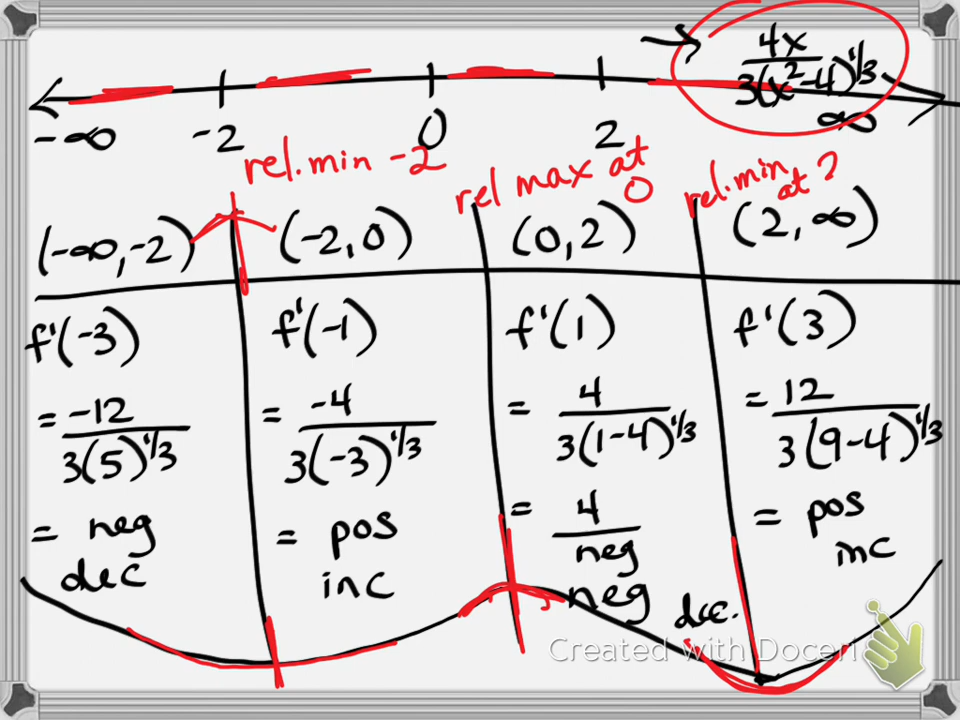 → 4x / 3(x²-4)^1/3
-∞ -2 0 2 ∞
rel. min -2
rel max at 0
rel. min at 2
(-∞, -2) (-2, 0) (0, 2) (2, ∞)
f'(-3) f'(-1) f'(1) f'(3)
= -12 / 3(5)^1/3 = -4 / 3(-3)^1/3 = 4 / 3(1-4)^1/3 = 12 / 3(9-4)^1/3
= neg = pos = 4 / neg = pos
dec inc neg dec. inc
Created with Doceri